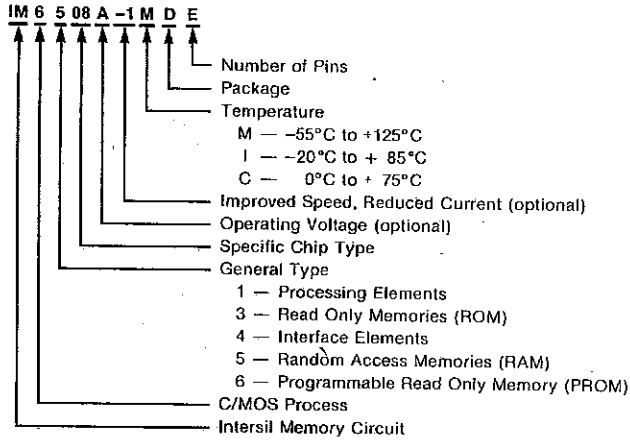 IM 6 5 08 A -1 M D E
Number of Pins
Package
Temperature
M — -55°C to +125°C
I — -20°C to + 85°C
C — 0°C to + 75°C
Improved Speed, Reduced Current (optional)
Operating Voltage (optional)
Specific Chip Type
General Type
1 — Processing Elements
3 — Read Only Memories (ROM)
4 — Interface Elements
5 — Random Access Memories (RAM)
6 — Programmable Read Only Memory (PROM)
C/MOS Process
Intersil Memory Circuit